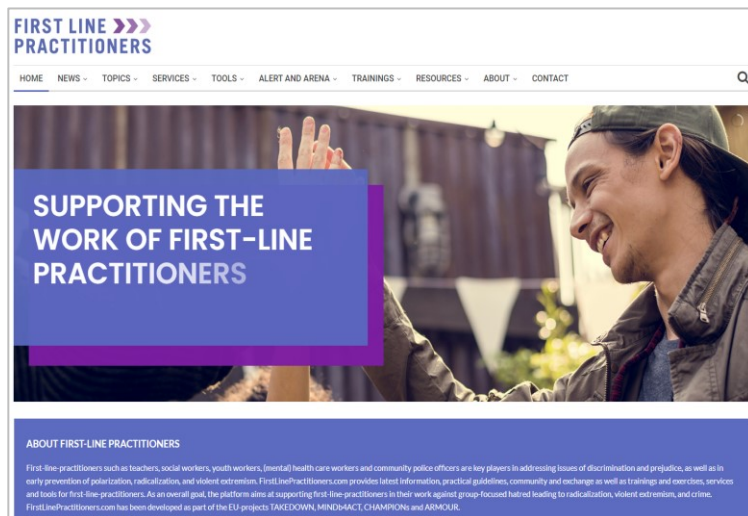 FIRST LINE
PRACTITIONERS
HOME NEWS TOPICS SERVICES TOOLS ALERT AND ARENA TRAININGS RESOURCES ABOUT CONTACT
SUPPORTING THE
WORK OF FIRST-LINE
PRACTITIONERS
ABOUT FIRST-LINE PRACTITIONERS
First-line-practitioners such as teachers, social workers, youth workers, (mental) health care workers and community police officers are key players in addressing issues of discrimination and prejudice, as well as in
early prevention of polarization, radicalization, and violent extremism. FirstLinePractitioners.com provides latest information, practical guidelines, community and exchange as well as trainings and exercises, services
and tools for first-line-practitioners. As an overall goal, the platform aims at supporting first-line-practitioners in their work against group-focused hatred leading to radicalization, violent extremism, and crime.
FirstLinePractitioners.com has been developed as part of the EU-projects TAKEDOWN, MINDb4ACT, CHAMPIONs and ARMOUR.